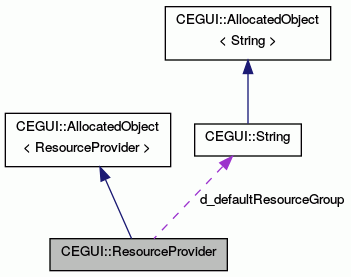 CEGUI::AllocatedObject
< String >
CEGUI::AllocatedObject
< ResourceProvider >
CEGUI::String
d_defaultResourceGroup
CEGUI::ResourceProvider